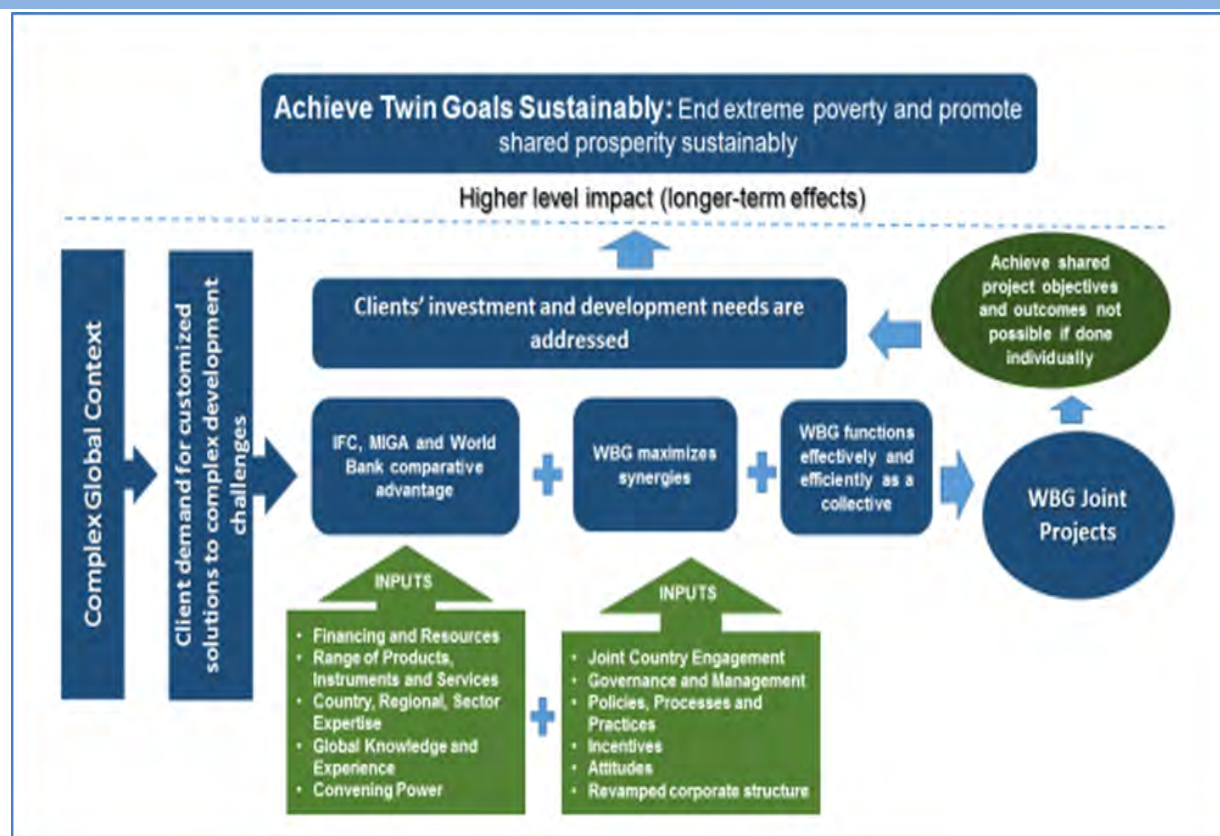 Achieve Twin Goals Sustainably: End extreme poverty and promote
shared prosperity sustainably
Higher level impact (longer-term effects)
Complex Global Context
Client demand for customized
solutions to complex development
challenges
Clients' investment and development needs are
addressed
Achieve shared
project objectives
and outcomes not
possible if done
individually
IFC, MIGA and World
Bank comparative
advantage
WBG maximizes
synergies
WBG functions
effectively and
efficiently as a
collective
WBG Joint
Projects
INPUTS
• Financing and Resources
• Range of Products,
Instruments and Services
• Country, Regional, Sector
Expertise
• Global Knowledge and
Experience
• Convening Power
INPUTS
• Joint Country Engagement
• Governance and Management
• Policies, Processes and
Practices
• Incentives
• Attitudes
• Revamped corporate structure